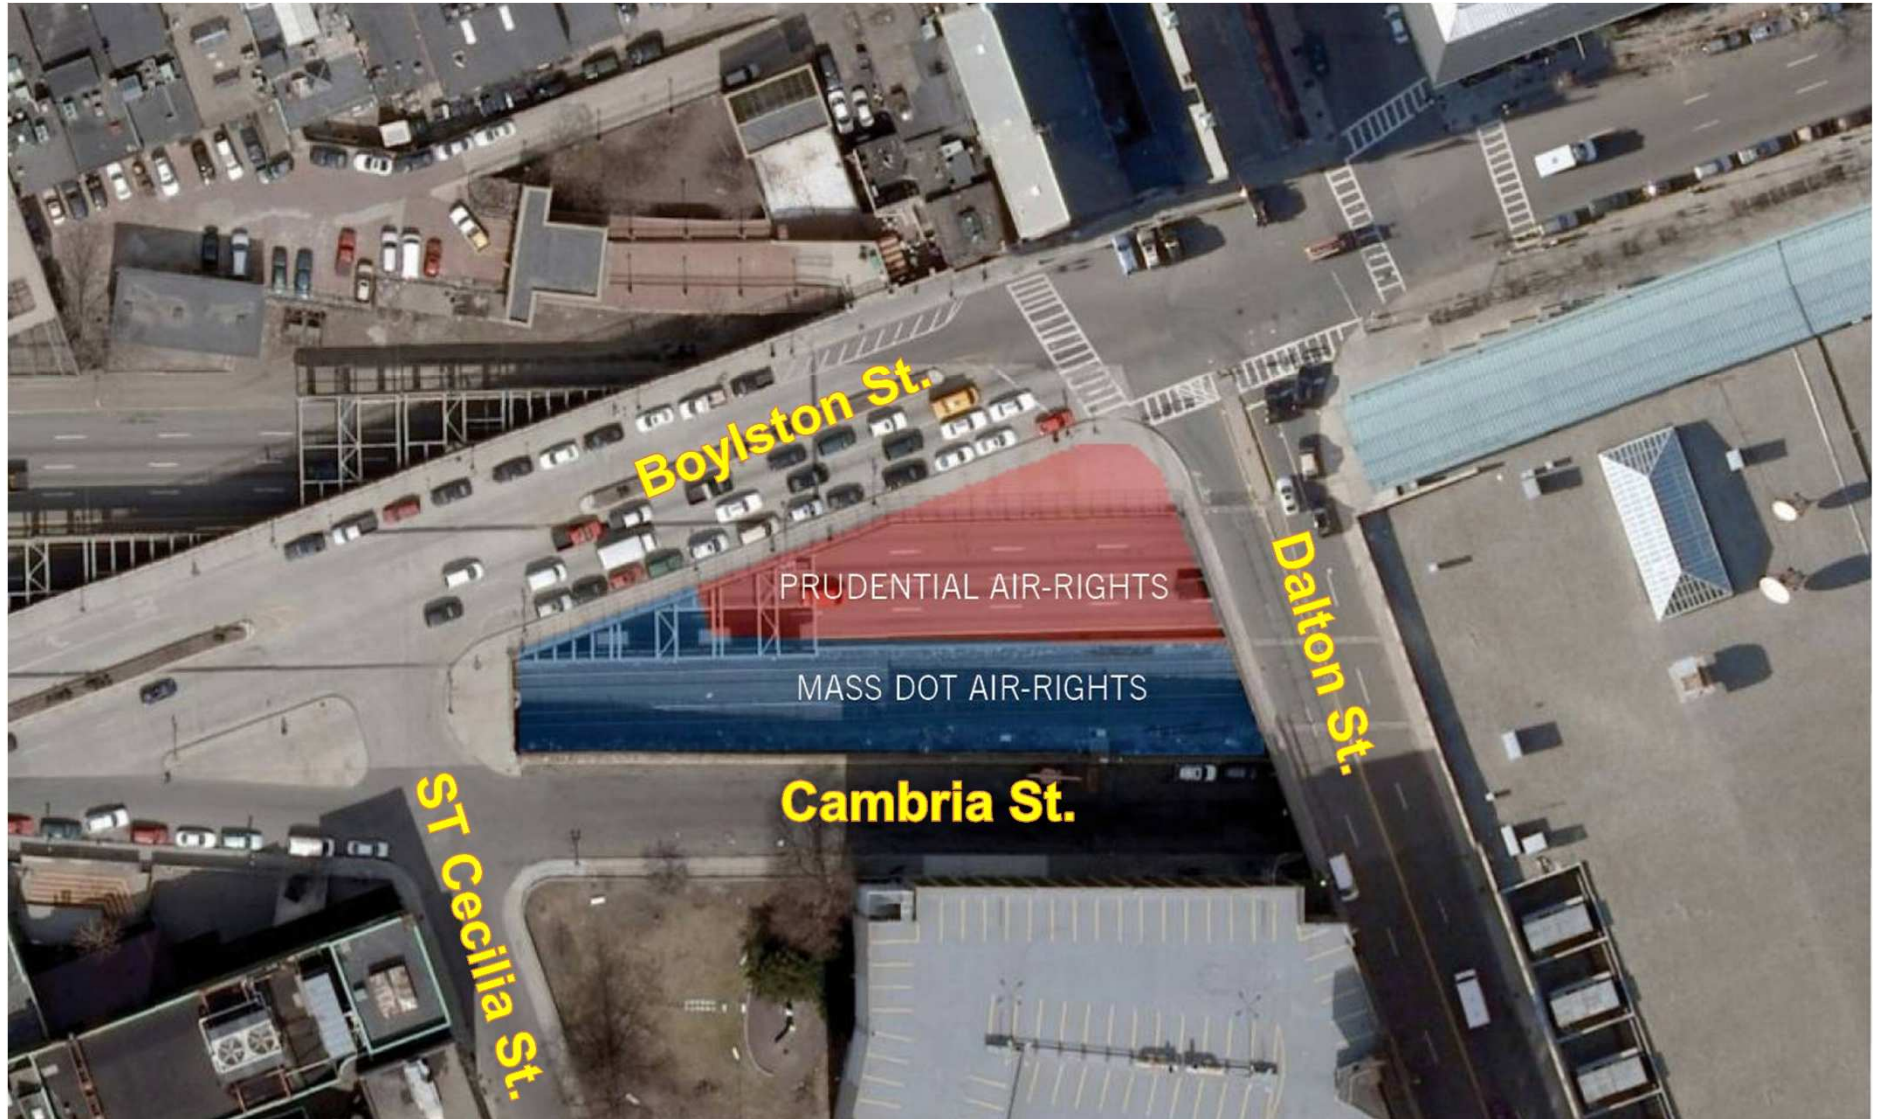 Boylston St.
PRUDENTIAL AIR-RIGHTS
Dalton St.
MASS DOT AIR-RIGHTS
Cambria St.
ST Cecilia St.